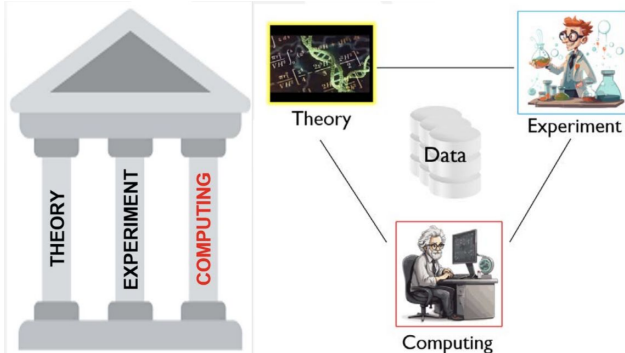 THEORY
EXPERIMENT
COMPUTING
Theory
Experiment
Data
Computing